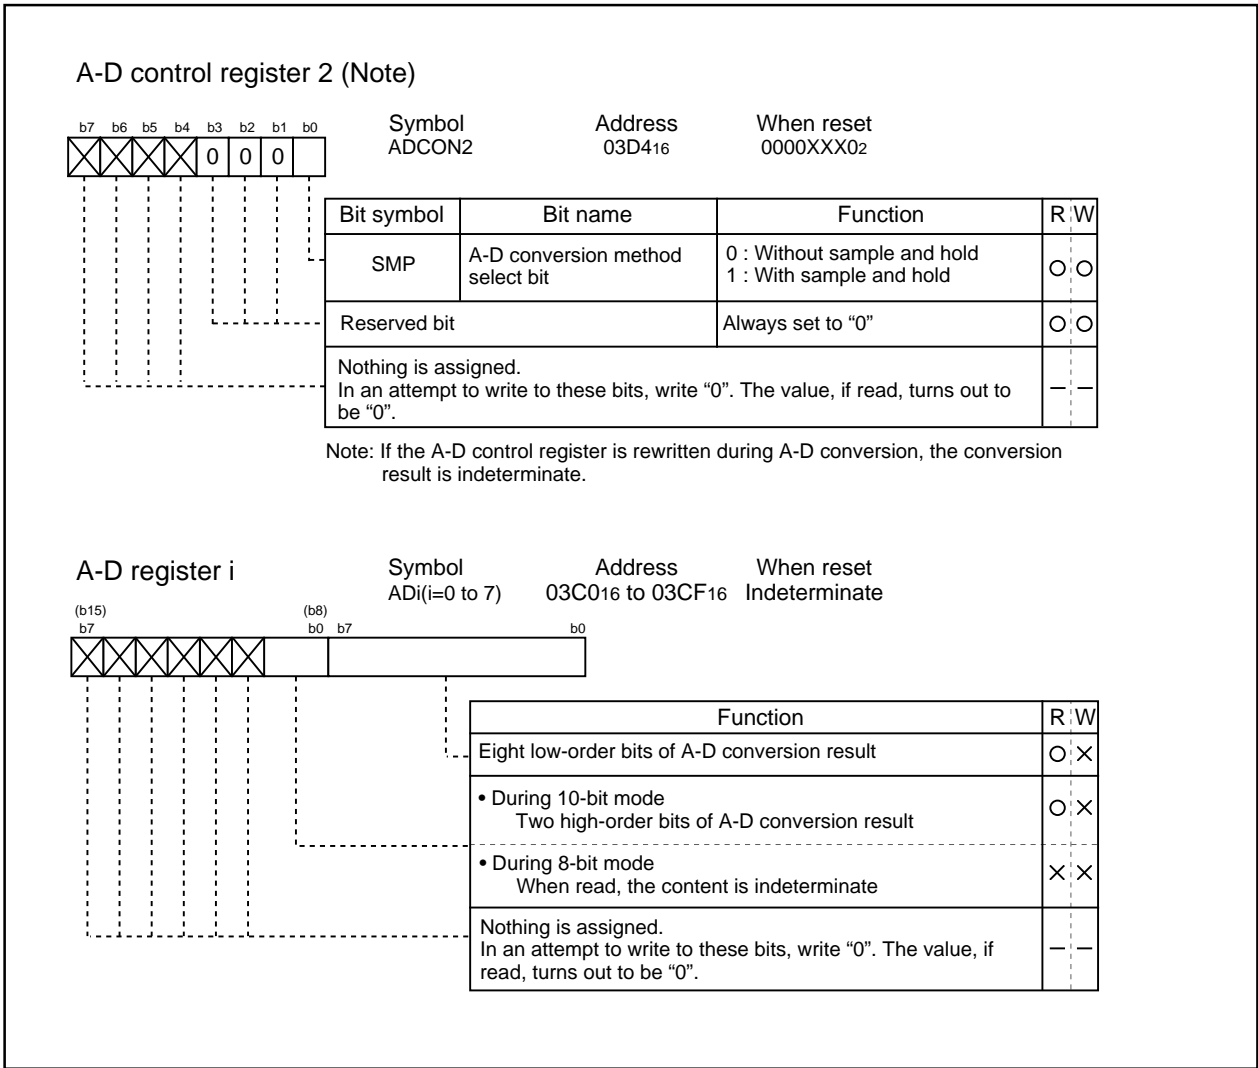 A-D control register 2 (Note)
b7 b6 b5 b4 b3 b2 b1 b0
0 0 0
Symbol Address When reset
ADCON2 03D416 0000XXX02
Bit symbol Bit name Function R W
SMP A-D conversion method select bit 0 : Without sample and hold
1 : With sample and hold
Reserved bit Always set to “0”
Nothing is assigned.
In an attempt to write to these bits, write “0”. The value, if read, turns out to
be “0”.
Note: If the A-D control register is rewritten during A-D conversion, the conversion
result is indeterminate.
A-D register i
Symbol Address When reset
ADi(i=0 to 7) 03C016 to 03CF16 Indeterminate
(b15) (b8)
b7 b0 b7 b0
Function R W
Eight low-order bits of A-D conversion result
• During 10-bit mode
Two high-order bits of A-D conversion result
• During 8-bit mode
When read, the content is indeterminate
Nothing is assigned.
In an attempt to write to these bits, write “0”. The value, if
read, turns out to be “0”.